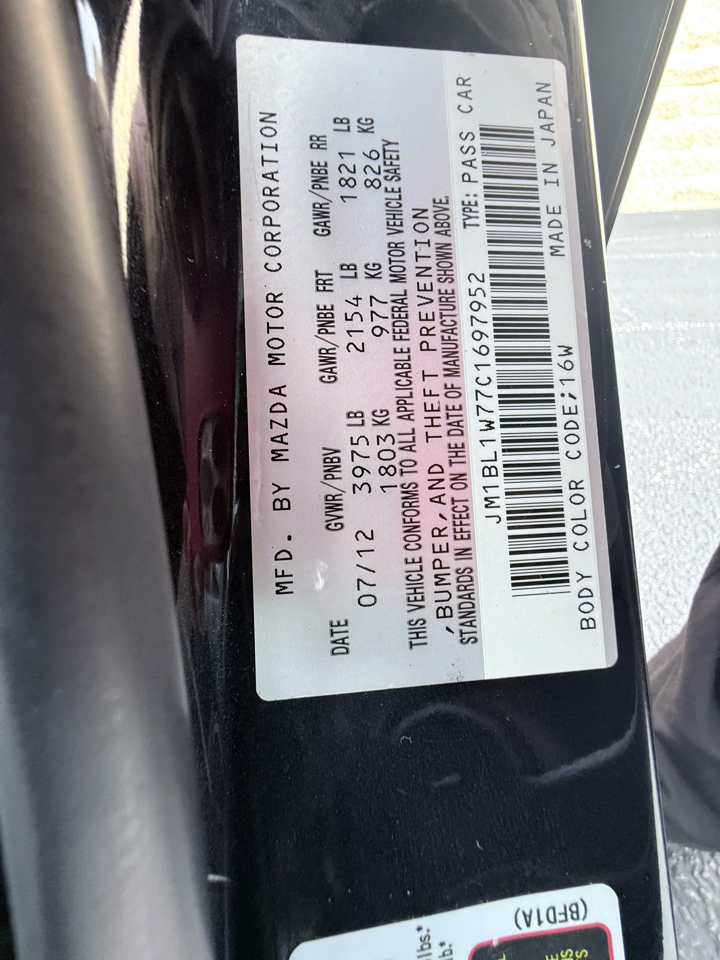 MFD. BY MAZDA MOTOR CORPORATION
DATE GVWR/PNBV GAWR/PNBE FRT GAWR/PNBE RR
07/12 3975 LB 2154 LB 1821 LB
1803 KG 977 KG 826 KG
THIS VEHICLE CONFORMS TO ALL APPLICABLE FEDERAL MOTOR VEHICLE SAFETY
,BUMPER,AND THEFT PREVENTION
STANDARDS IN EFFECT ON THE DATE OF MANUFACTURE SHOWN ABOVE.
JM1BL1W77C1697952 TYPE: PASS CAR
BODY COLOR CODE;16W MADE IN JAPAN
(BFD1A)
lbs.*
lb.*